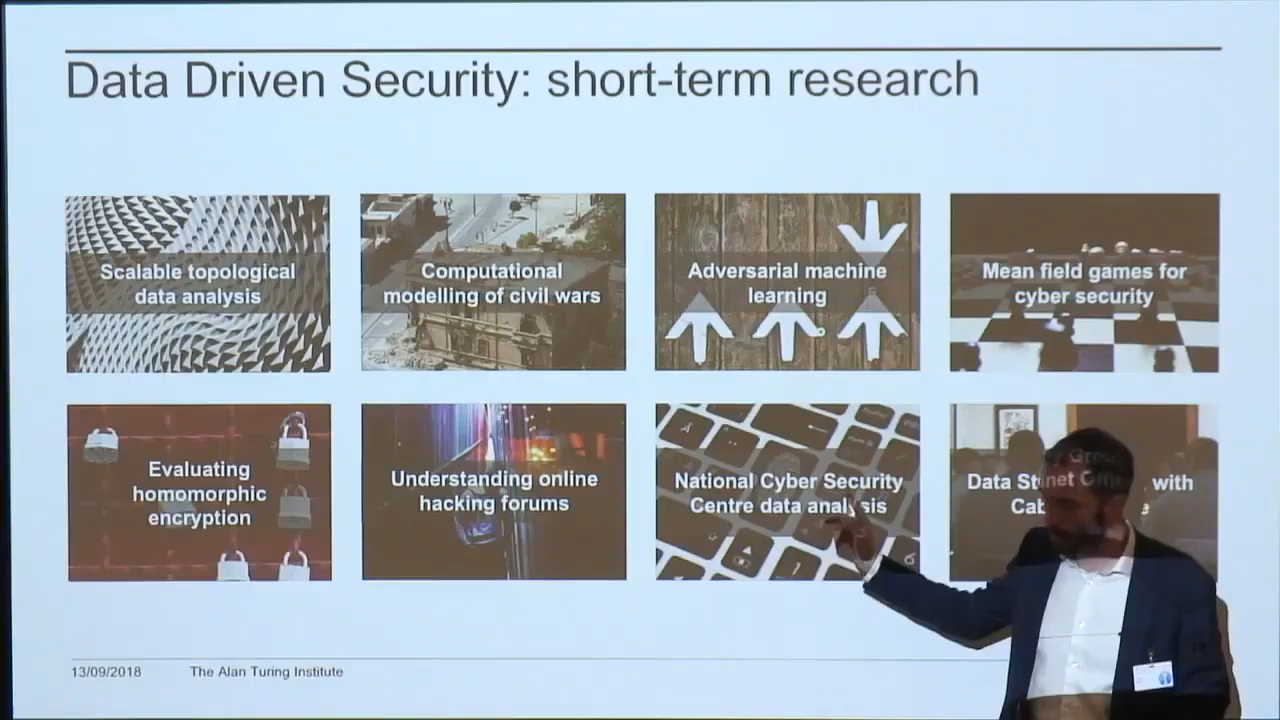 Data Driven Security: short-term research
Scalable topological
data analysis
Computational
modelling of civil wars
Adversarial machine
learning
Mean field games for
cyber security
Evaluating
homomorphic
encryption
Understanding online
hacking forums
National Cyber Security
Centre data analysis
Data with
13/09/2018
The Alan Turing Institute